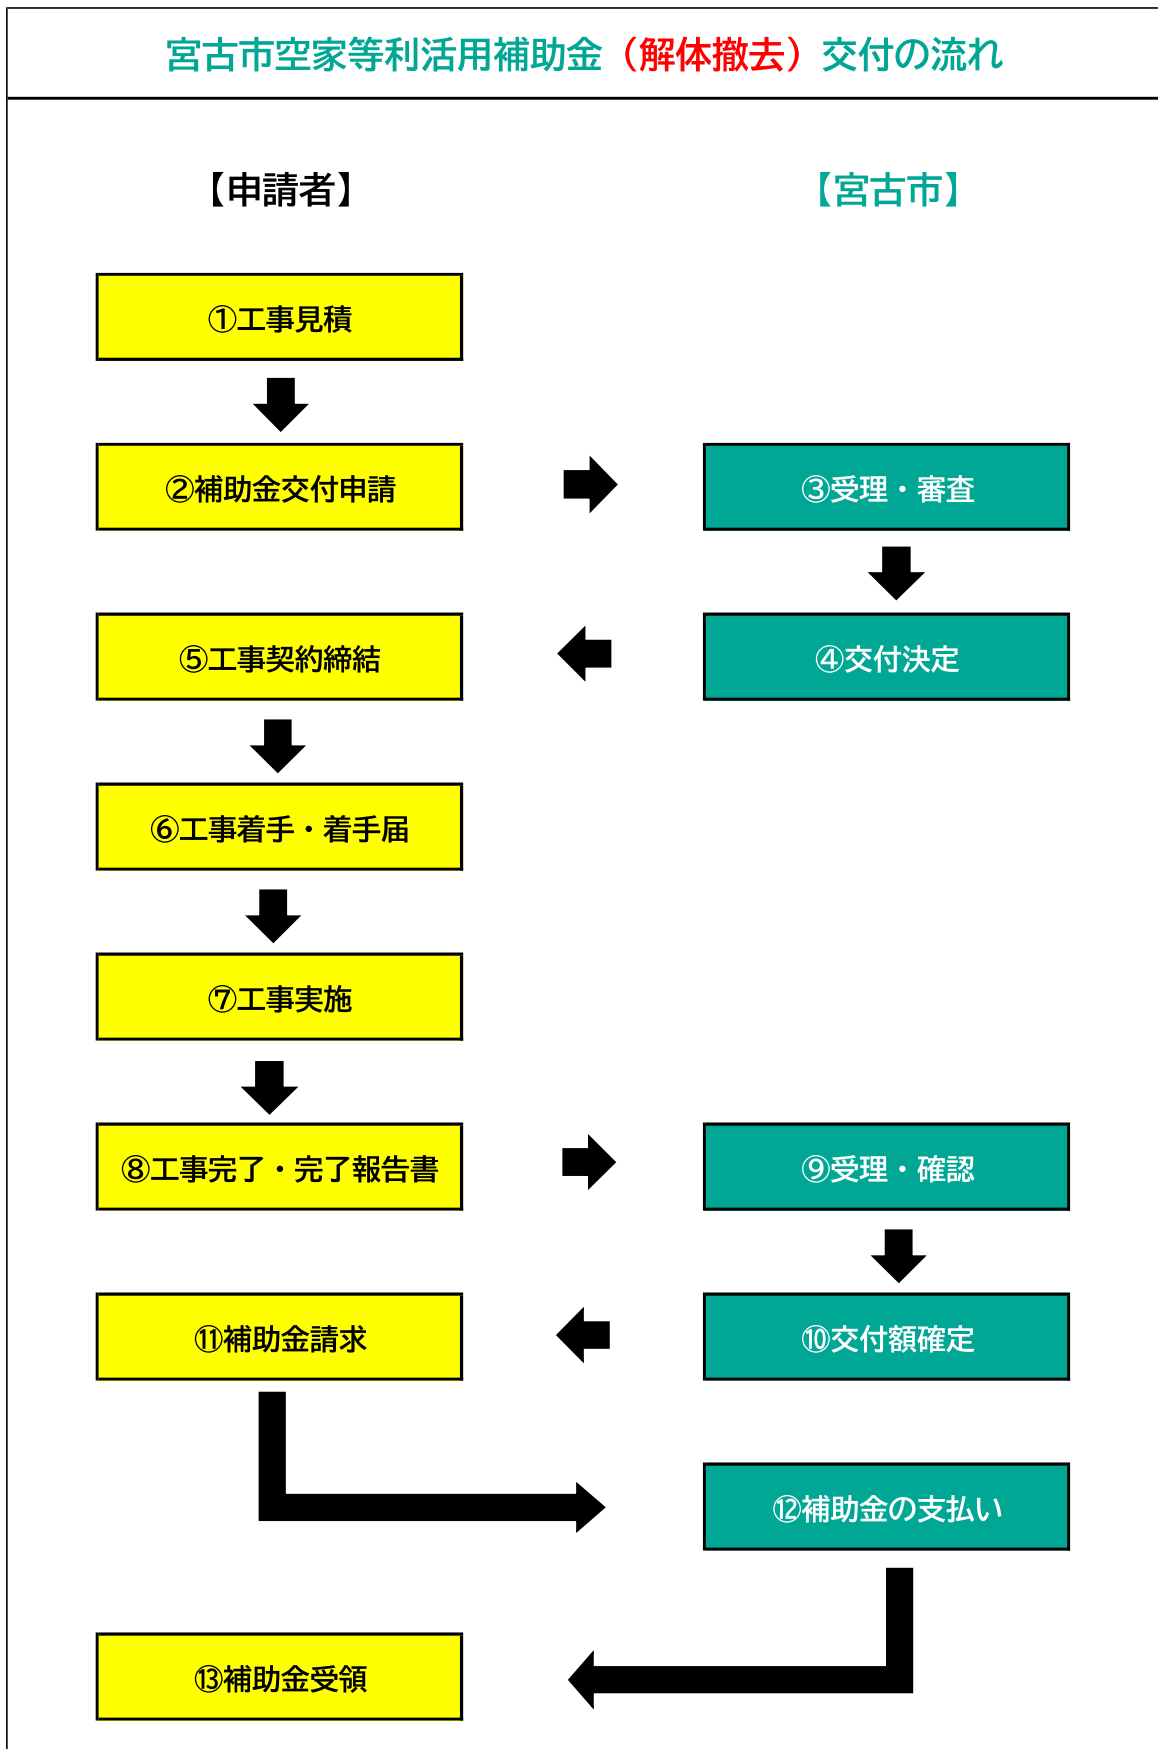 宮古市空家等利活用補助金（解体撤去）交付の流れ
【申請者】
【宮古市】
①工事見積
②補助金交付申請
③受理・審査
④交付決定
⑤工事契約締結
⑥工事着手・着手届
⑦工事実施
⑧工事完了・完了報告書
⑨受理・確認
⑩交付額確定
⑪補助金請求
⑫補助金の支払い
⑬補助金受領